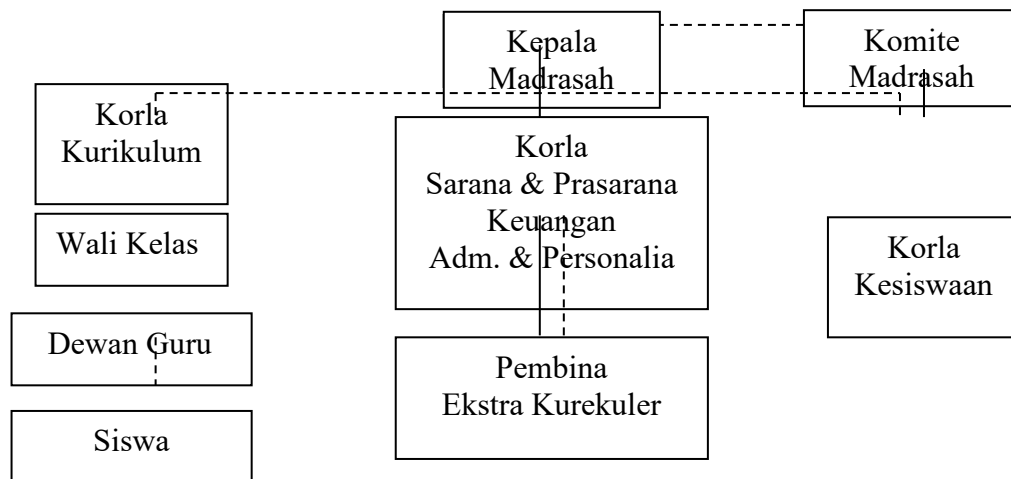 Kepala
Madrasah
Komite
Madrasah
Korla
Kurikulum
Korla
Sarana & Prasarana
Keuangan
Adm. & Personalia
Wali Kelas
Korla
Kesiswaan
Dewan Guru
Pembina
Ekstra Kurekuler
Siswa